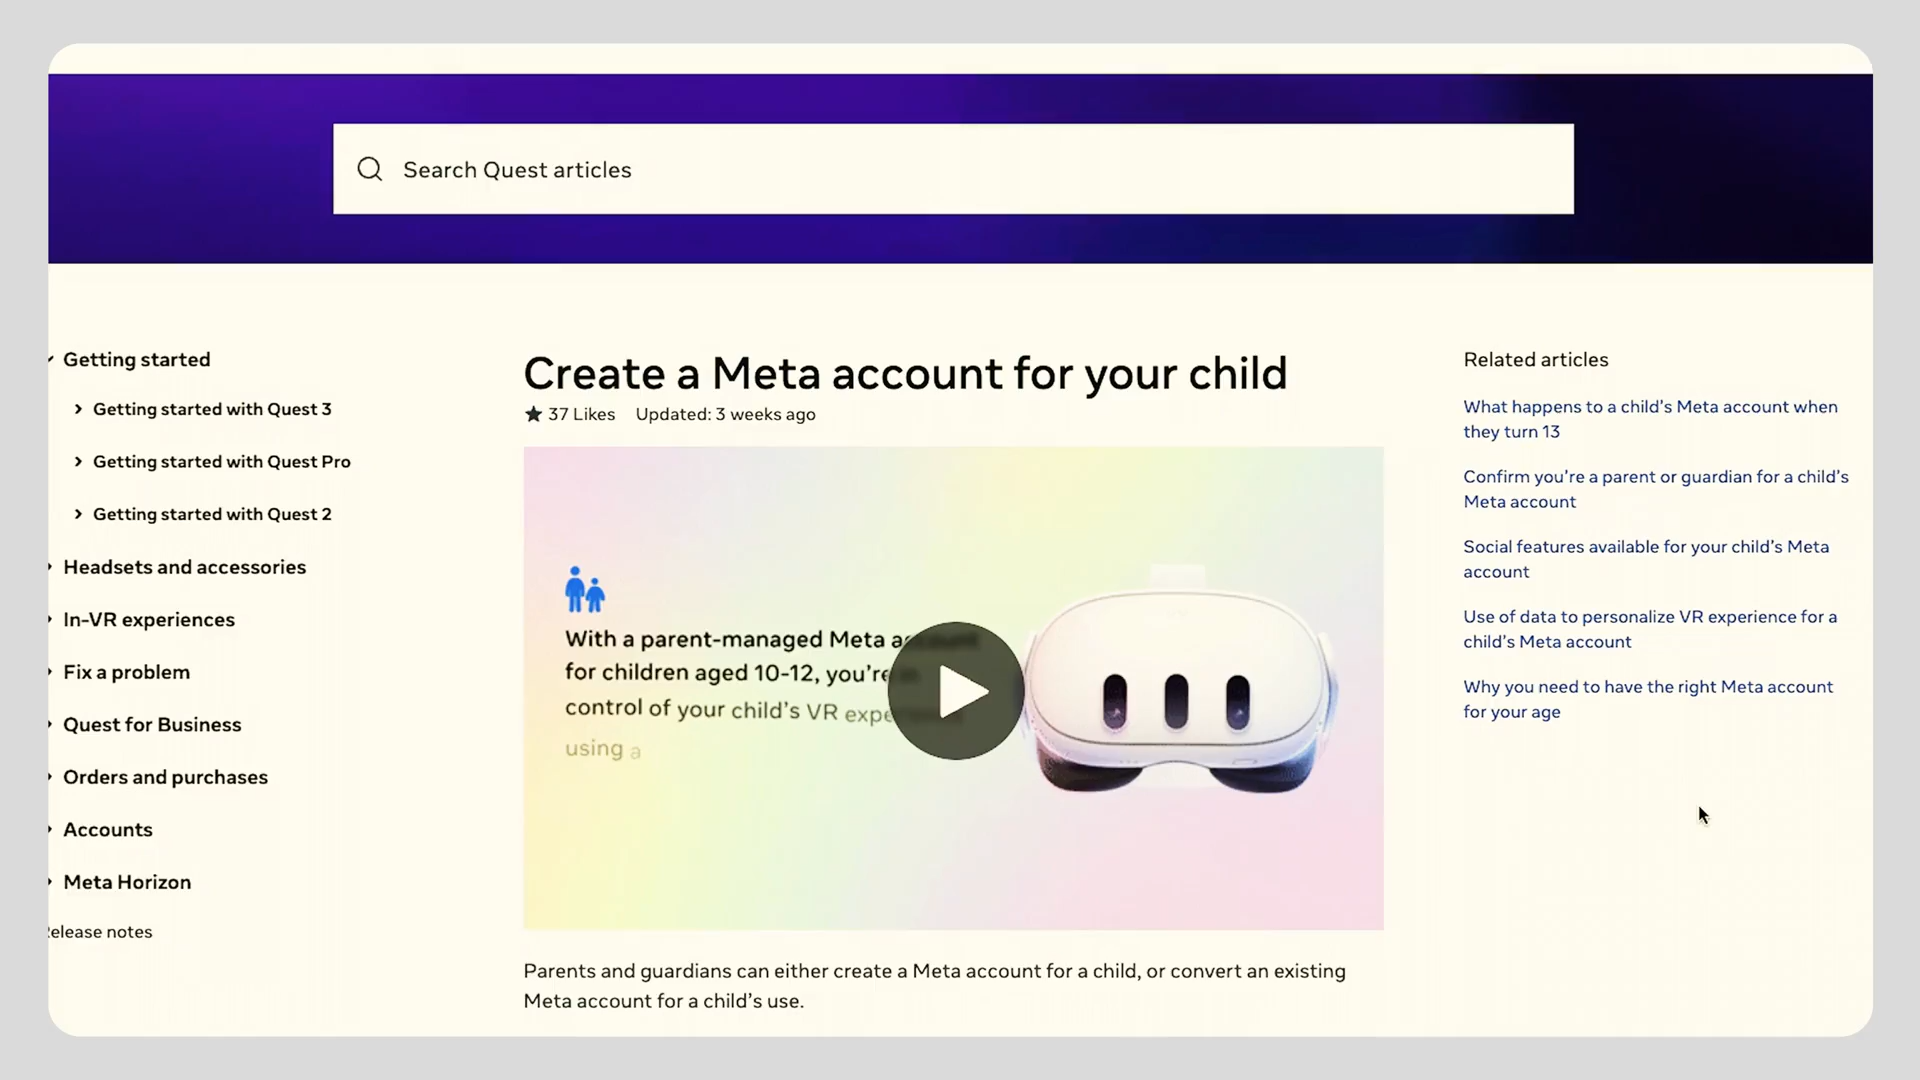 Search Quest articles
Getting started
Getting started with Quest 3
Getting started with Quest Pro
Getting started with Quest 2
Headsets and accessories
In-VR experiences
Fix a problem
Quest for Business
Orders and purchases
Accounts
Meta Horizon
elease notes
Create a Meta account for your child
37 Likes Updated: 3 weeks ago
With a parent-managed Meta
for children aged 10-12, you're
control of your child's VR
using a
Parents and guardians can either create a Meta account for a child, or convert an existing
Meta account for a child's use.
Related articles
What happens to a child's Meta account when
they turn 13
Confirm you're a parent or guardian for a child's
Meta account
Social features available for your child's Meta
account
Use of data to personalize VR experience for a
child's Meta account
Why you need to have the right Meta account
for your age